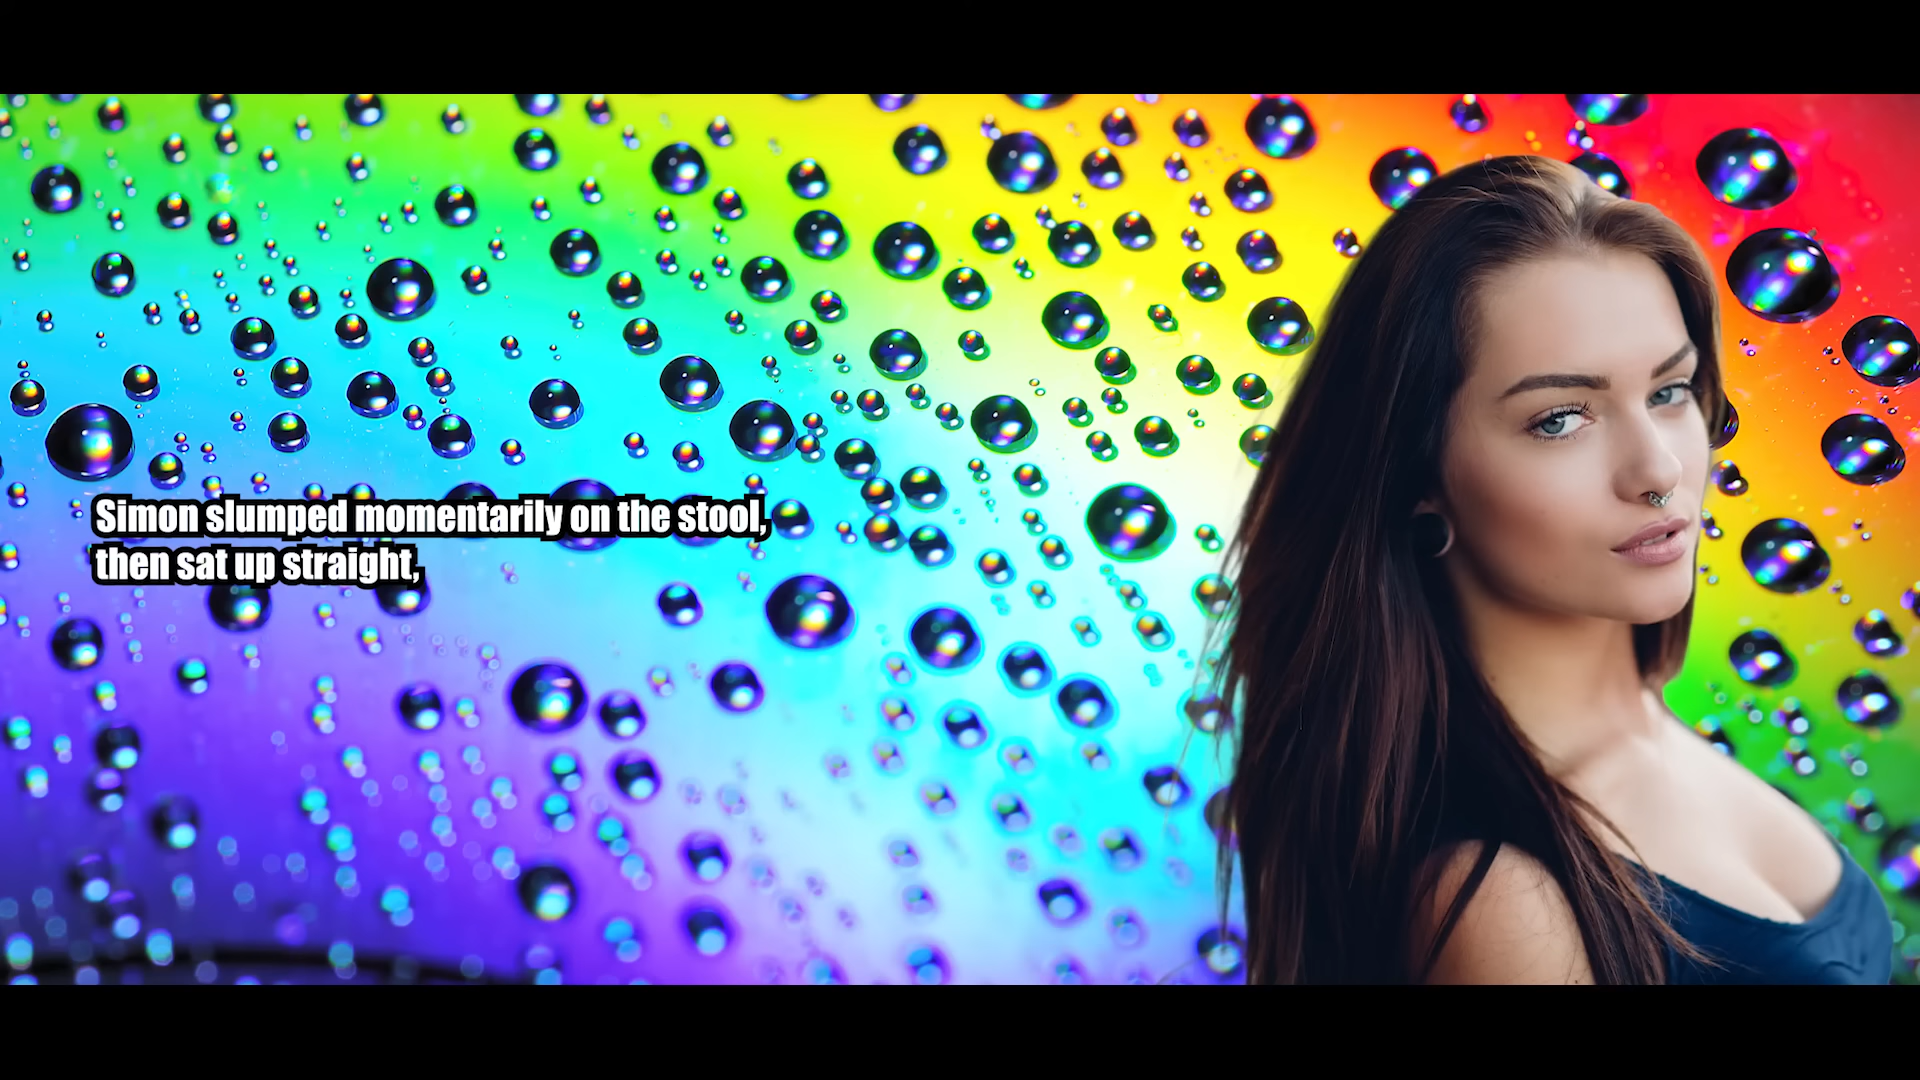 Simon slumped momentarily on the stool,
then sat up straight,